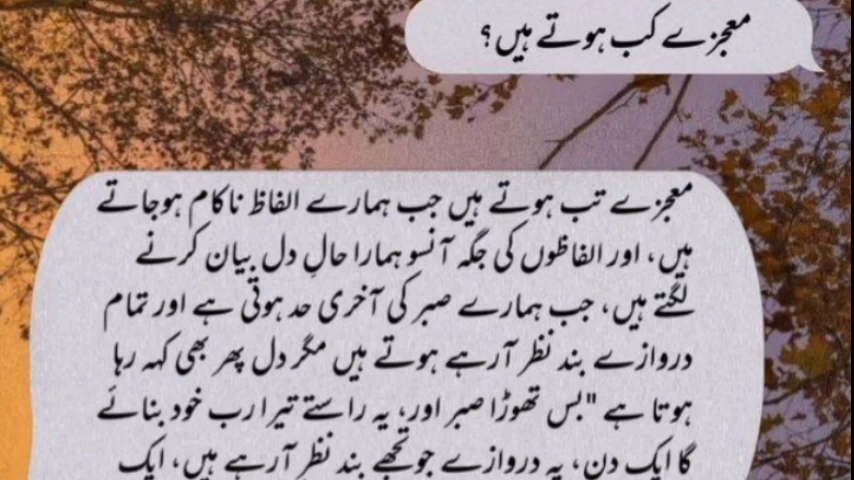 معجزے کب ہوتے ہیں؟
معجزے تب ہوتے ہیں جب ہمارے الفاظ ناکام ہوجاتے
ہیں، اور الفاظوں کی جگہ آنسو ہمارا حالِ دل بیان کرنے
لگتے ہیں، جب ہمارے صبر کی آخری حد ہوتی ہے اور تمام
دروازے بند نظر آرہے ہوتے ہیں مگر دل پھر بھی کہہ رہا
ہوتا ہے "بس تھوڑا صبر اور، یہ راستے تیرا رب خود بنائے
گا ایک دن، یہ دروازے جو تجھے بند نظر آرہے ہیں، ایک